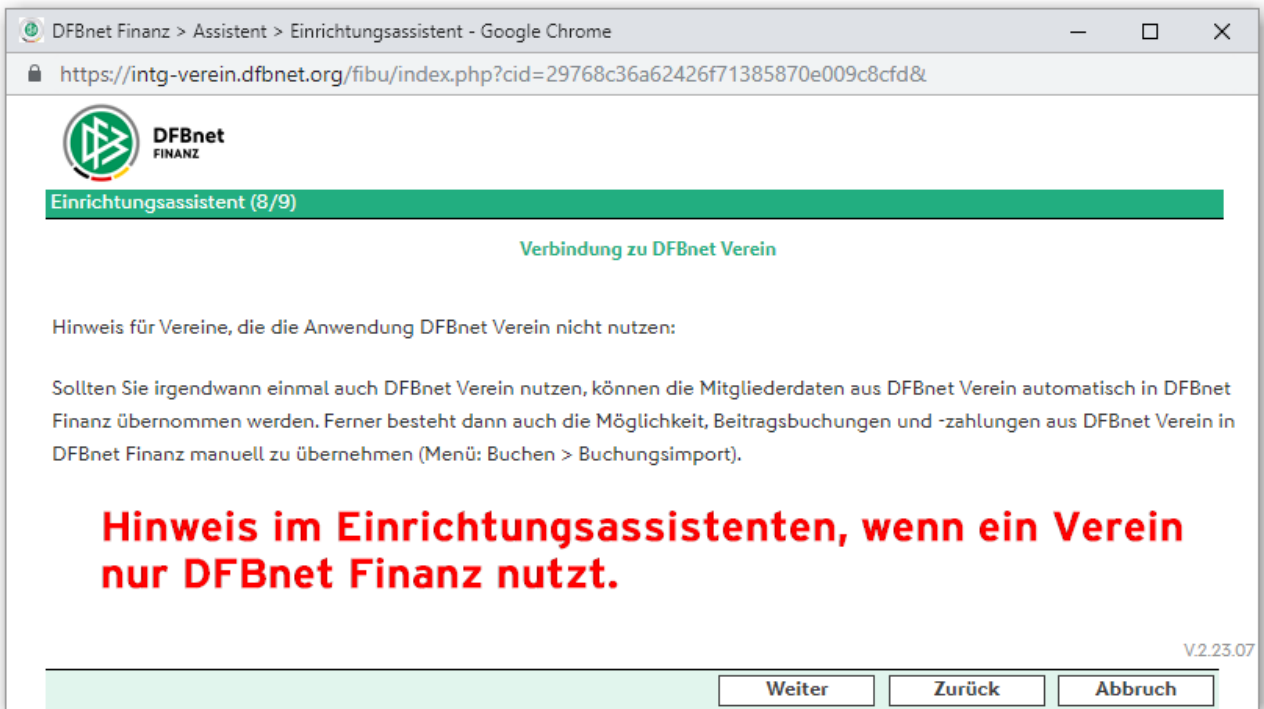 DFBnet Finanz > Assistent > Einrichtungsassistent - Google Chrome
https://intg-verein.dfbnet.org/fibu/index.php?cid=29768c36a62426f71385870e009c8cfd&
DFBnet
FINANZ
Einrichtungsassistent (8/9)
Verbindung zu DFBnet Verein
Hinweis für Vereine, die die Anwendung DFBnet Verein nicht nutzen:
Sollten Sie irgendwann einmal auch DFBnet Verein nutzen, können die Mitgliederdaten aus DFBnet Verein automatisch in DFBnet
Finanz übernommen werden. Ferner besteht dann auch die Möglichkeit, Beitragsbuchungen und -zahlungen aus DFBnet Verein in
DFBnet Finanz manuell zu übernehmen (Menü: Buchen > Buchungsimport).
Hinweis im Einrichtungsassistenten, wenn ein Verein
nur DFBnet Finanz nutzt.
V.2.23.07
Weiter Zurück Abbruch